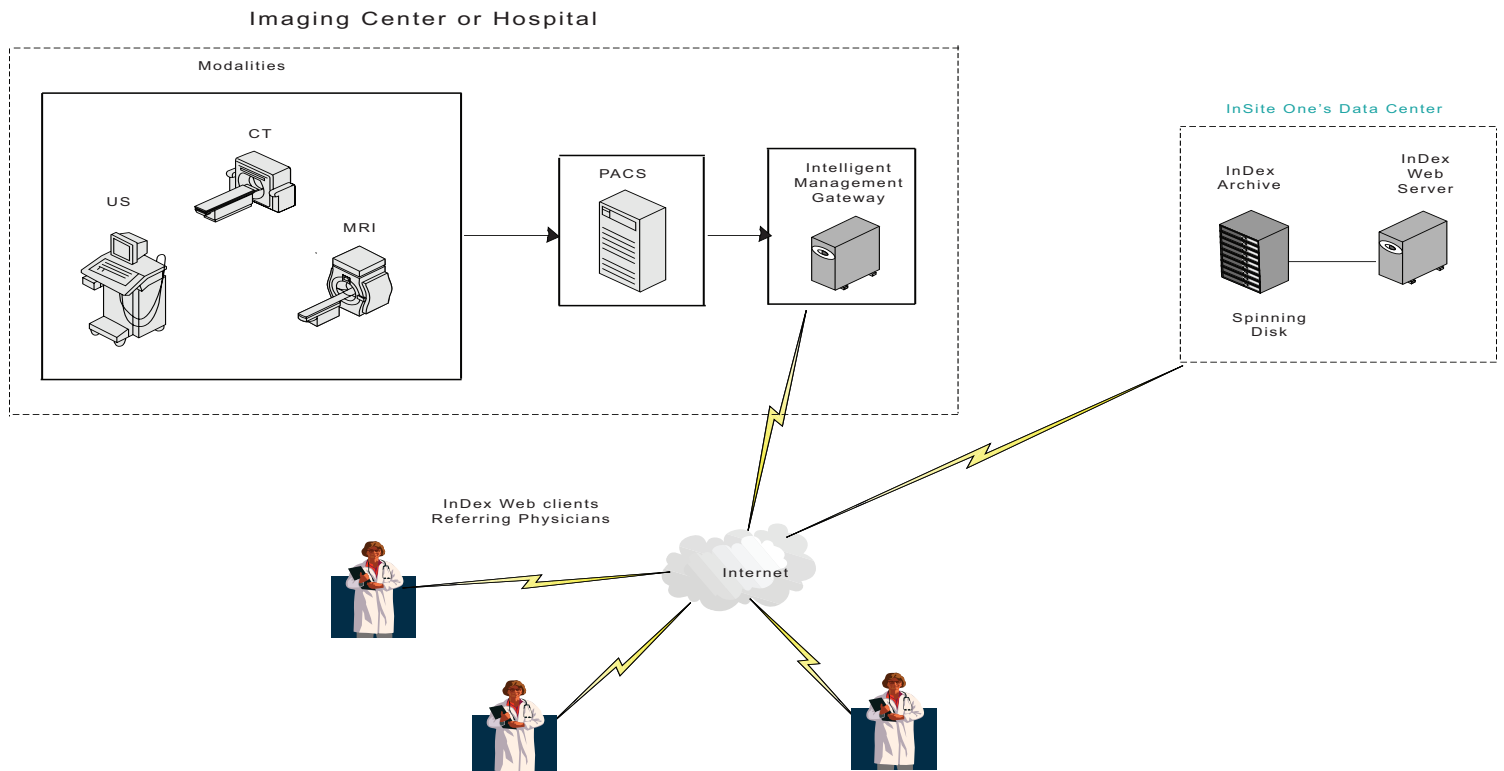 Imaging Center or Hospital
Modalities
CT
US
MRI
PACS
Intelligent
Management
Gateway
InSite One's Data Center
InDex
Archive
InDex
Web
Server
Spinning
Disk
InDex Web clients
Referring Physicians
Internet